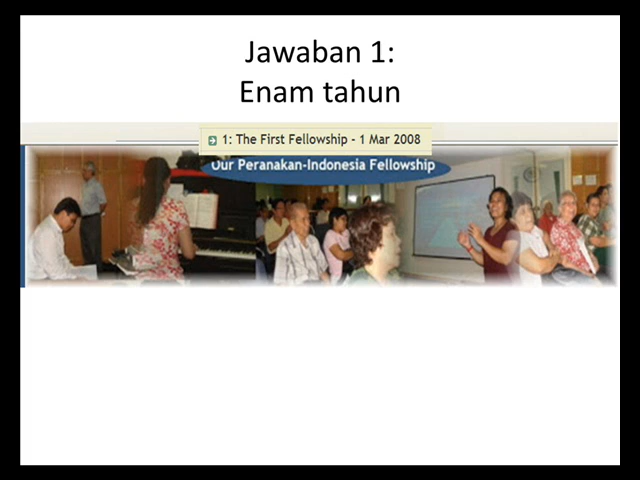 Jawaban 1:
Enam tahun
1: The First Fellowship - 1 Mar 2008
Our Peranakan-Indonesia Fellowship